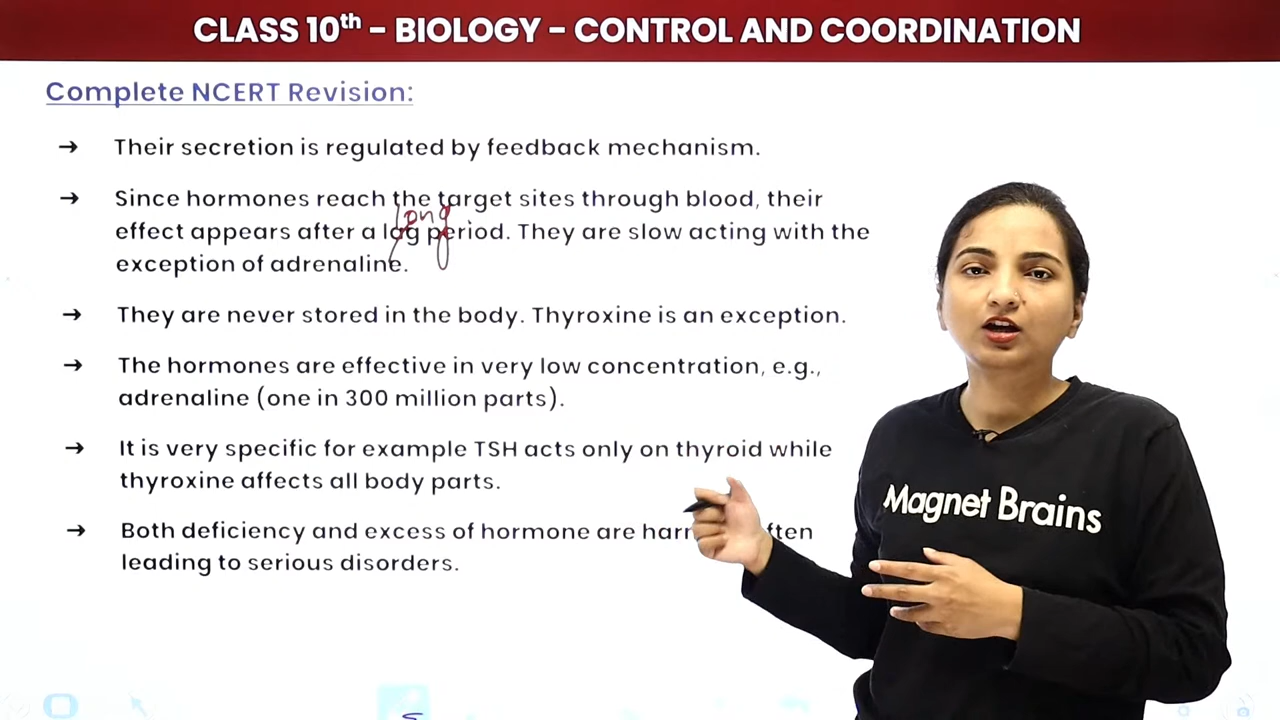 CLASS 10th – BIOLOGY – CONTROL AND COORDINATION
Complete NCERT Revision:
→ Their secretion is regulated by feedback mechanism.
→ Since hormones reach the target sites through blood, their
long
effect appears after a lag period. They are slow acting with the
exception of adrenaline.
→ They are never stored in the body. Thyroxine is an exception.
→ The hormones are effective in very low concentration, e.g.,
adrenaline (one in 300 million parts).
→ It is very specific for example TSH acts only on thyroid while
thyroxine affects all body parts.
→ Both deficiency and excess of hormone are
leading to serious disorders.
Magnet Brains